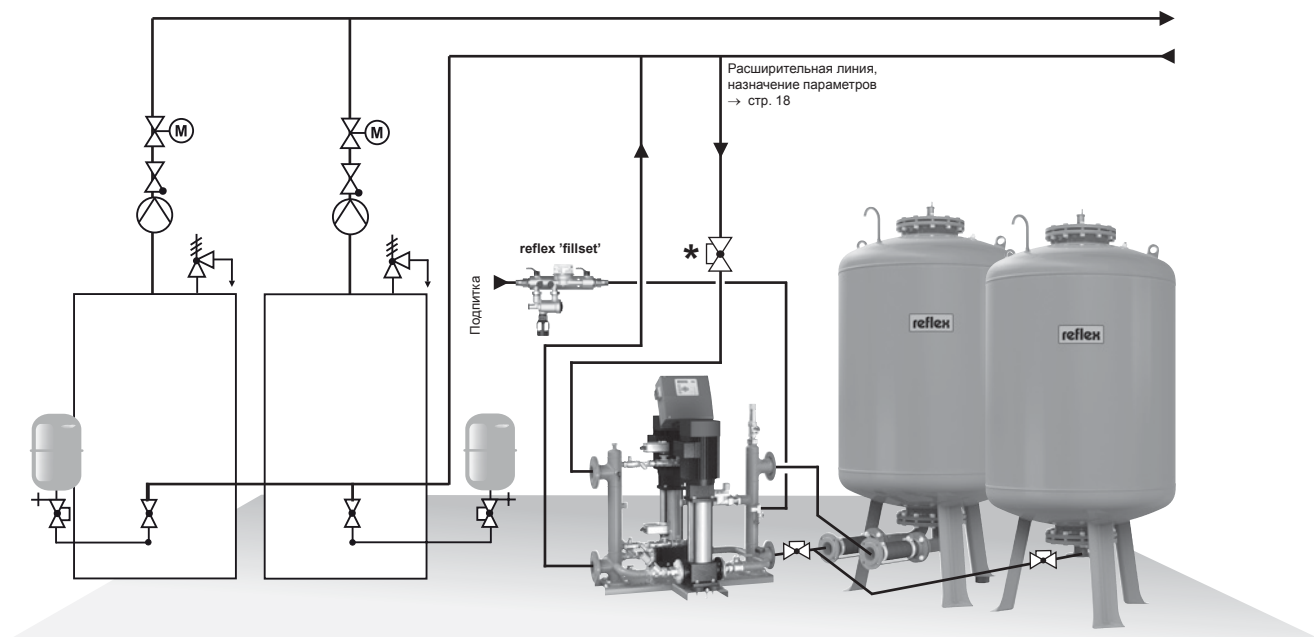 Расширительная линия,
назначение параметров
→ стр. 18
M
M
reflex 'fillset'
*
Подпитка
reflex
reflex